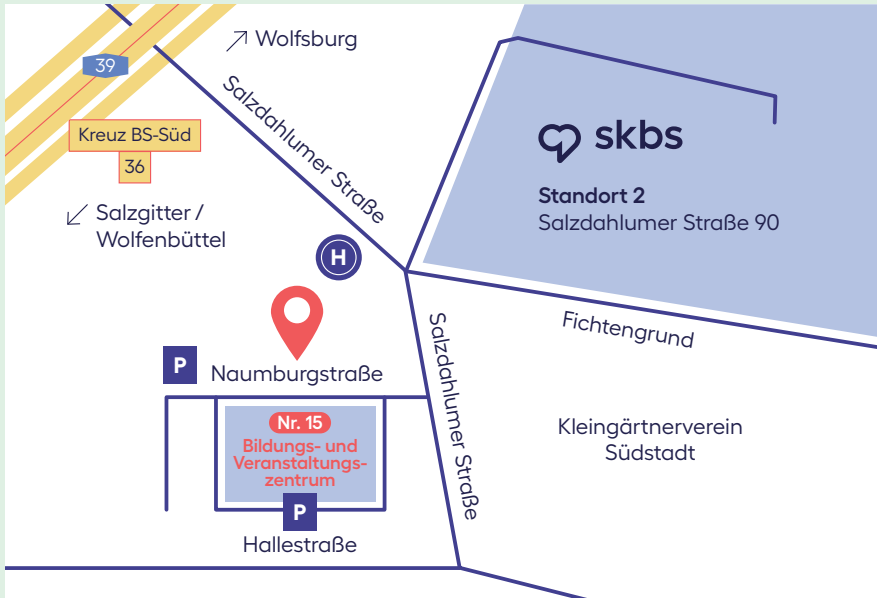 39
Wolfsburg
Kreuz BS-Süd
36
Salzgitter /
Wolfenbüttel
Salzdahlumer Straße
skbs
Standort 2
Salzdahlumer Straße 90
H
Fichtengrund
P
Naumburgstraße
Nr. 15
Bildungs- und
Veranstaltungs-
zentrum
P
Hallestraße
Salzdahlumer Straße
Kleingärtnerverein
Südstadt